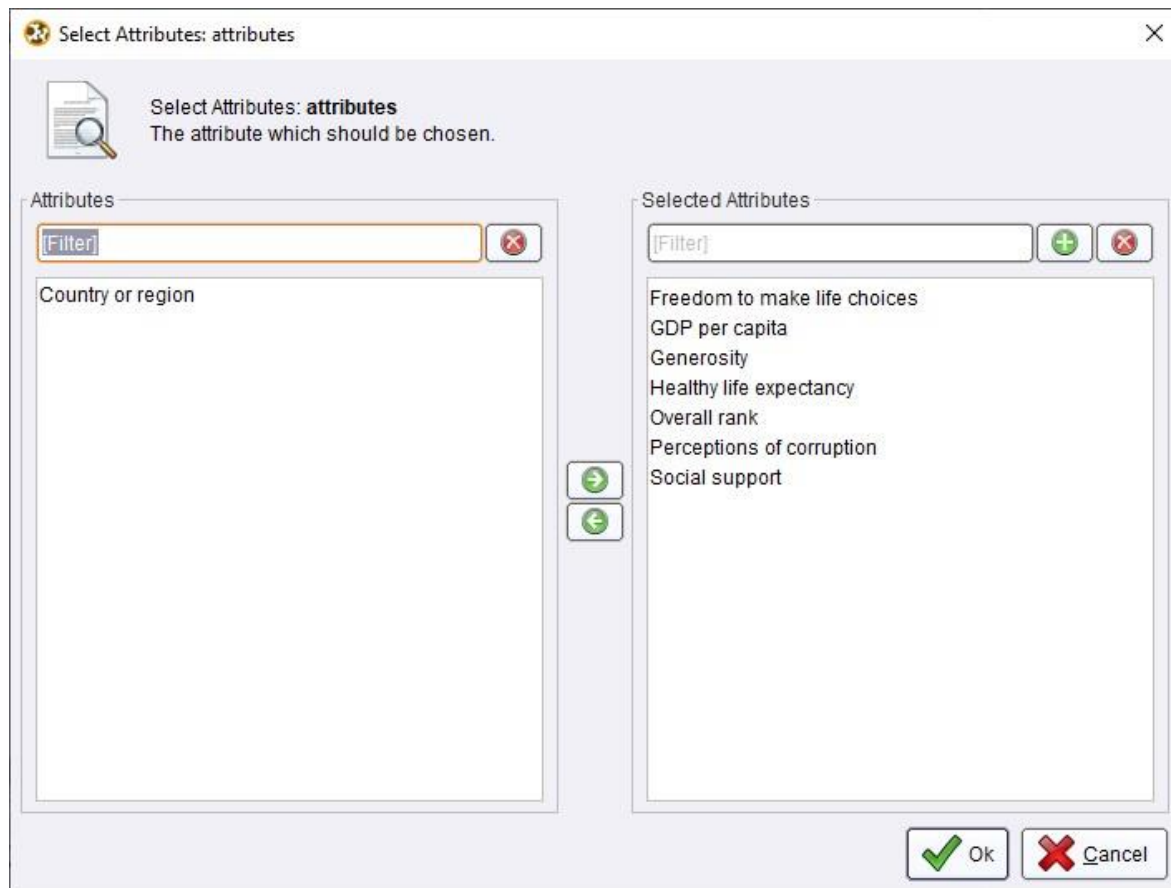 Select Attributes: attributes
Select Attributes: attributes
The attribute which should be chosen.
Attributes
[Filter]
Country or region
Selected Attributes
[Filter]
Freedom to make life choices
GDP per capita
Generosity
Healthy life expectancy
Overall rank
Perceptions of corruption
Social support
Ok
Cancel